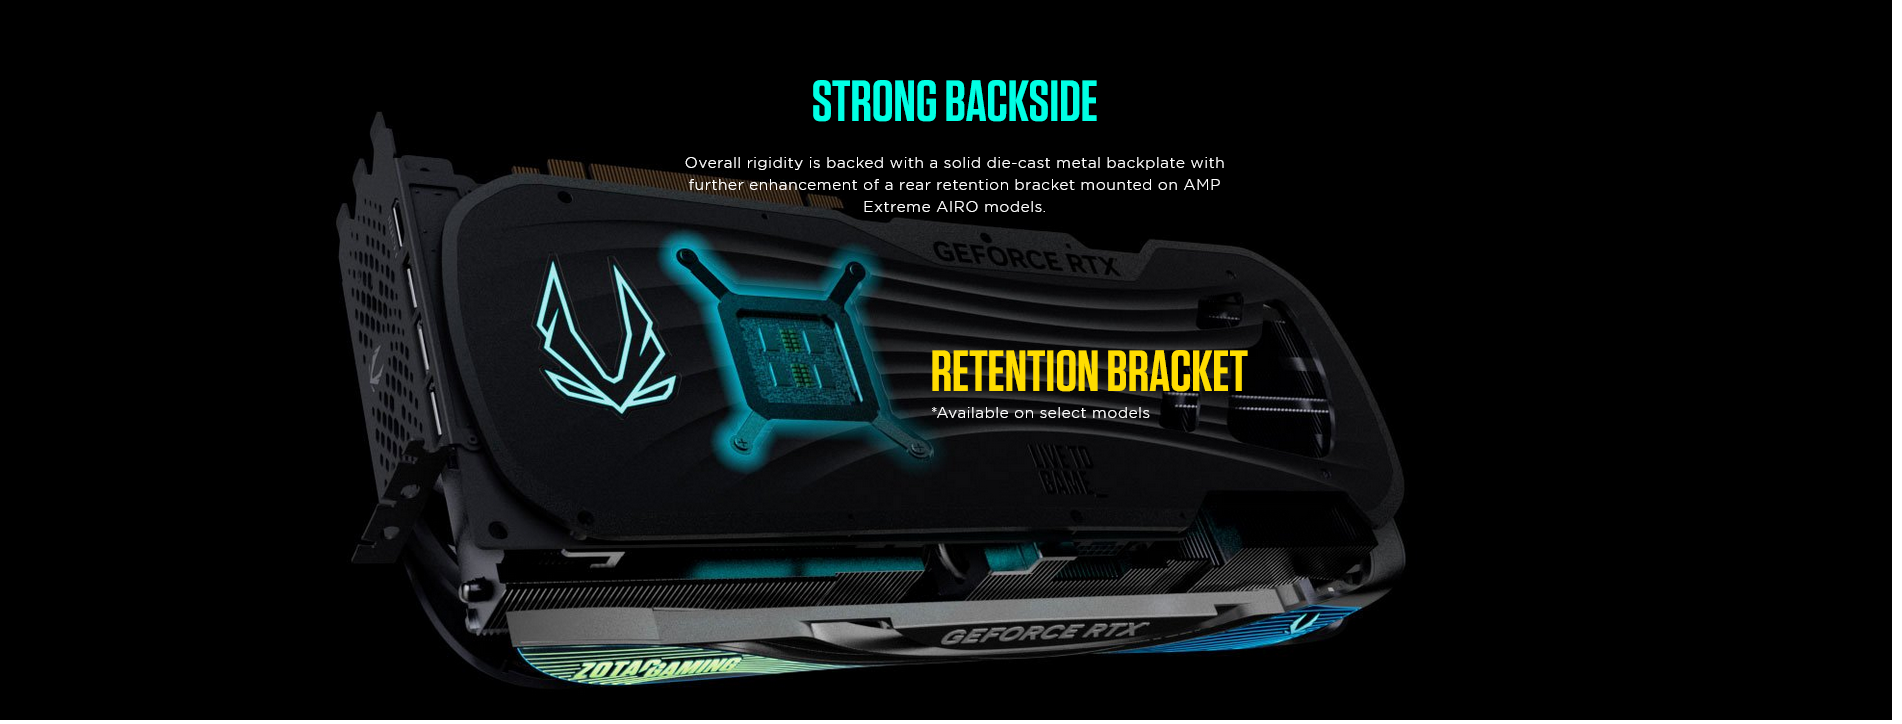 STRONG BACKSIDE
Overall rigidity is backed with a solid die-cast metal backplate with
further enhancement of a rear retention bracket mounted on AMP
Extreme AIRO models.
GEFORCE RTX
RETENTION BRACKET
*Available on select models
LIVE TO
GAME_
GEFORCE RTX
ZOTAC GAMING